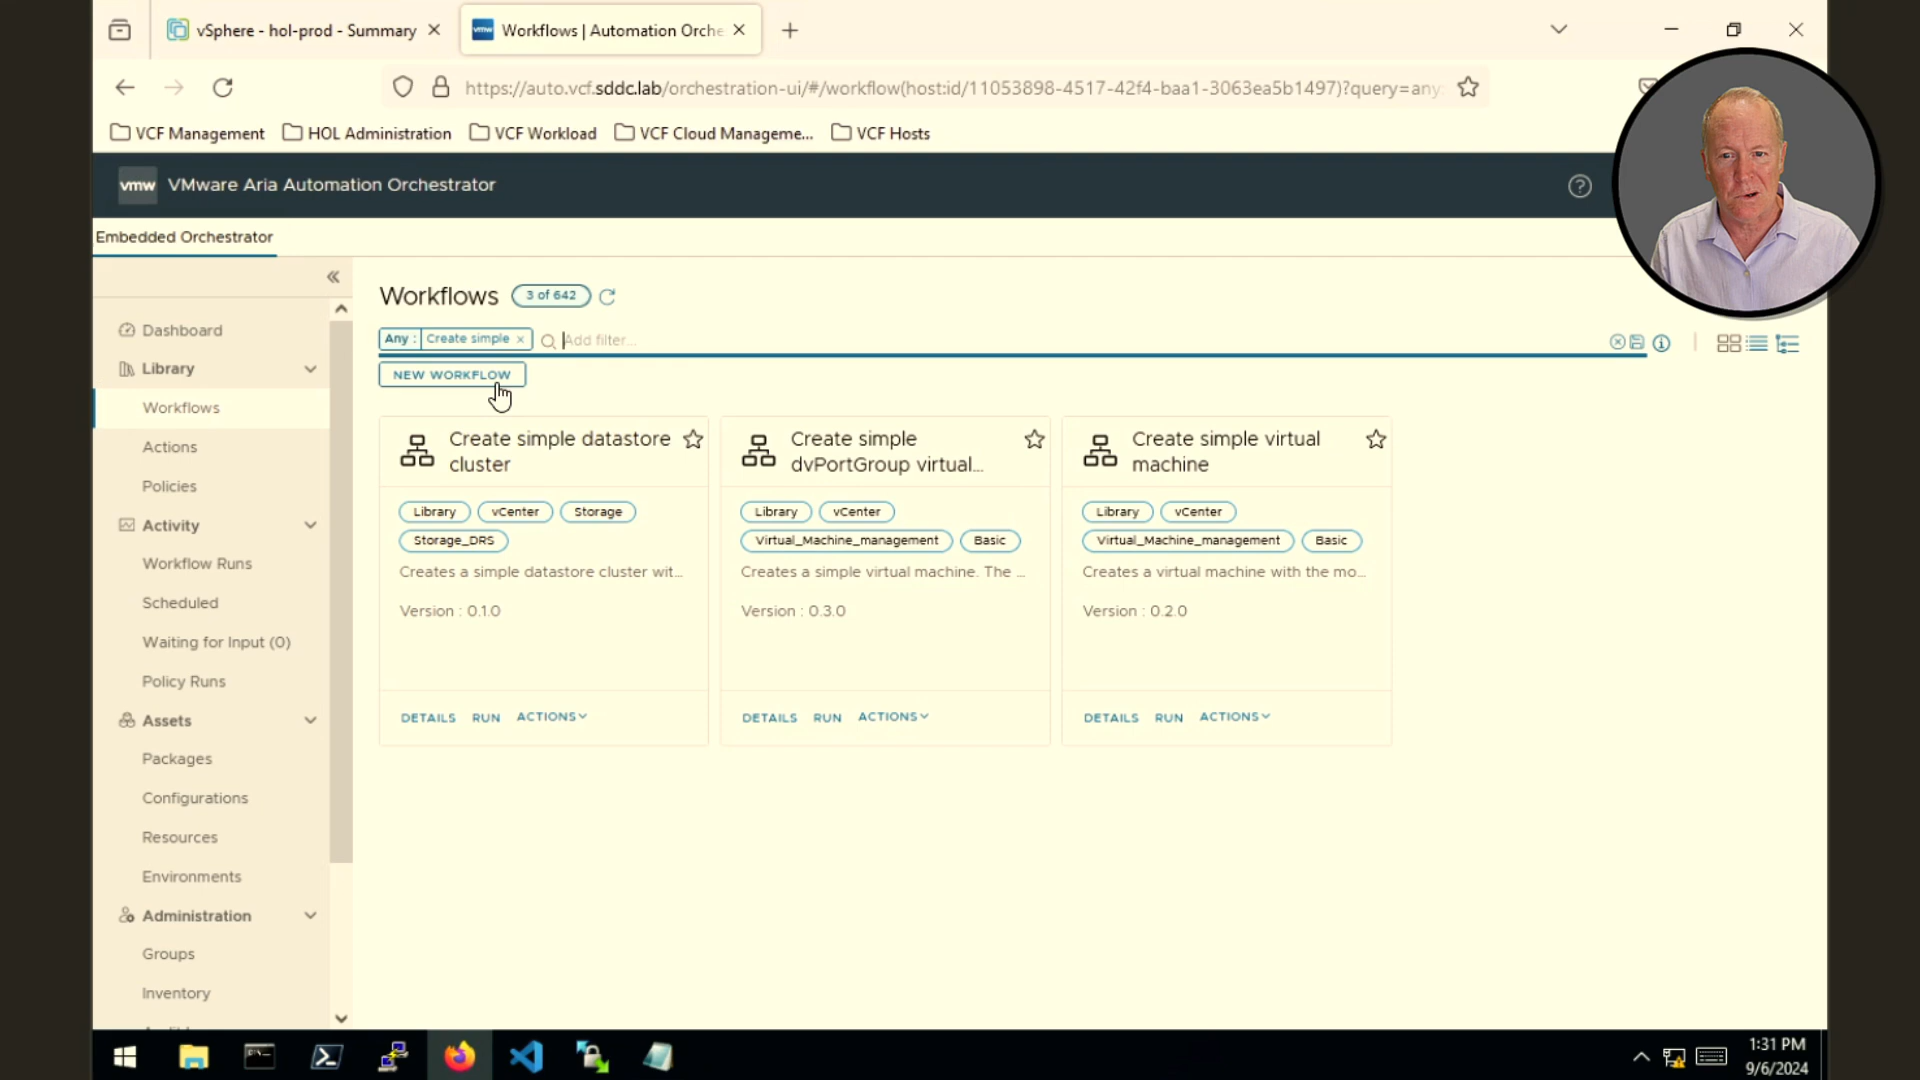 vSphere - hol-prod - Summary
Workflows | Automation Orche
https://auto.vcf.sddc.lab/orchestration-ui/#/workflow(host:id/11053898-4517-42f4-baa1-3063ea5b1497)?query=any:
VCF Management
HOL Administration
VCF Workload
VCF Cloud Manageme...
VCF Hosts
vmw
VMware Aria Automation Orchestrator
Embedded Orchestrator
Dashboard
Library
Workflows
Actions
Policies
Activity
Workflow Runs
Scheduled
Waiting for Input (0)
Policy Runs
Assets
Packages
Configurations
Resources
Environments
Administration
Groups
Inventory
Workflows
3 of 642
Any : Create simple
Add filter...
NEW WORKFLOW
Create simple datastore
cluster
Library
vCenter
Storage
Storage_DRS
Creates a simple datastore cluster wit...
Version : 0.1.0
DETAILS
RUN
ACTIONS
Create simple
dvPortGroup virtual...
Library
vCenter
Virtual_Machine_management
Basic
Creates a simple virtual machine. The ...
Version : 0.3.0
DETAILS
RUN
ACTIONS
Create simple virtual
machine
Library
vCenter
Virtual_Machine_management
Basic
Creates a virtual machine with the mo...
Version : 0.2.0
DETAILS
RUN
ACTIONS
1:31 PM
9/6/2024